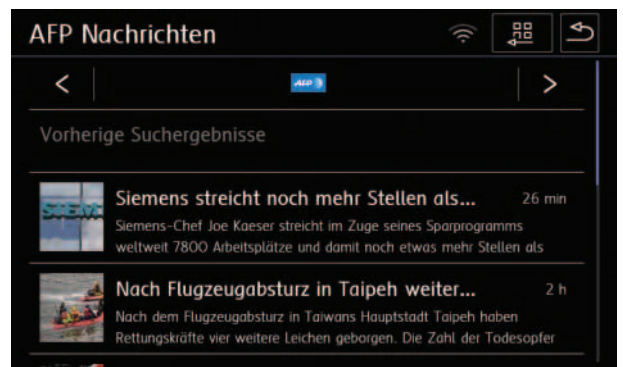 AFP Nachrichten
AFP
Vorherige Suchergebnisse
Siemens streicht noch mehr Stellen als... 26 min
Siemens-Chef Joe Kaeser streicht im Zuge seines Sparprogramms
weltweit 7800 Arbeitsplätze und damit noch etwas mehr Stellen als
Nach Flugzeugabsturz in Taipeh weiter... 2 h
Nach dem Flugzeugabsturz in Taiwans Hauptstadt Taipeh haben
Rettungskräfte vier weitere Leichen geborgen. Die Zahl der Todesopfer